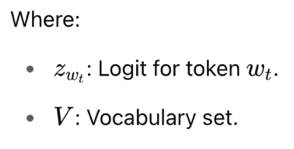 Where:
• z_{w_t}: Logit for token w_t.
• V: Vocabulary set.